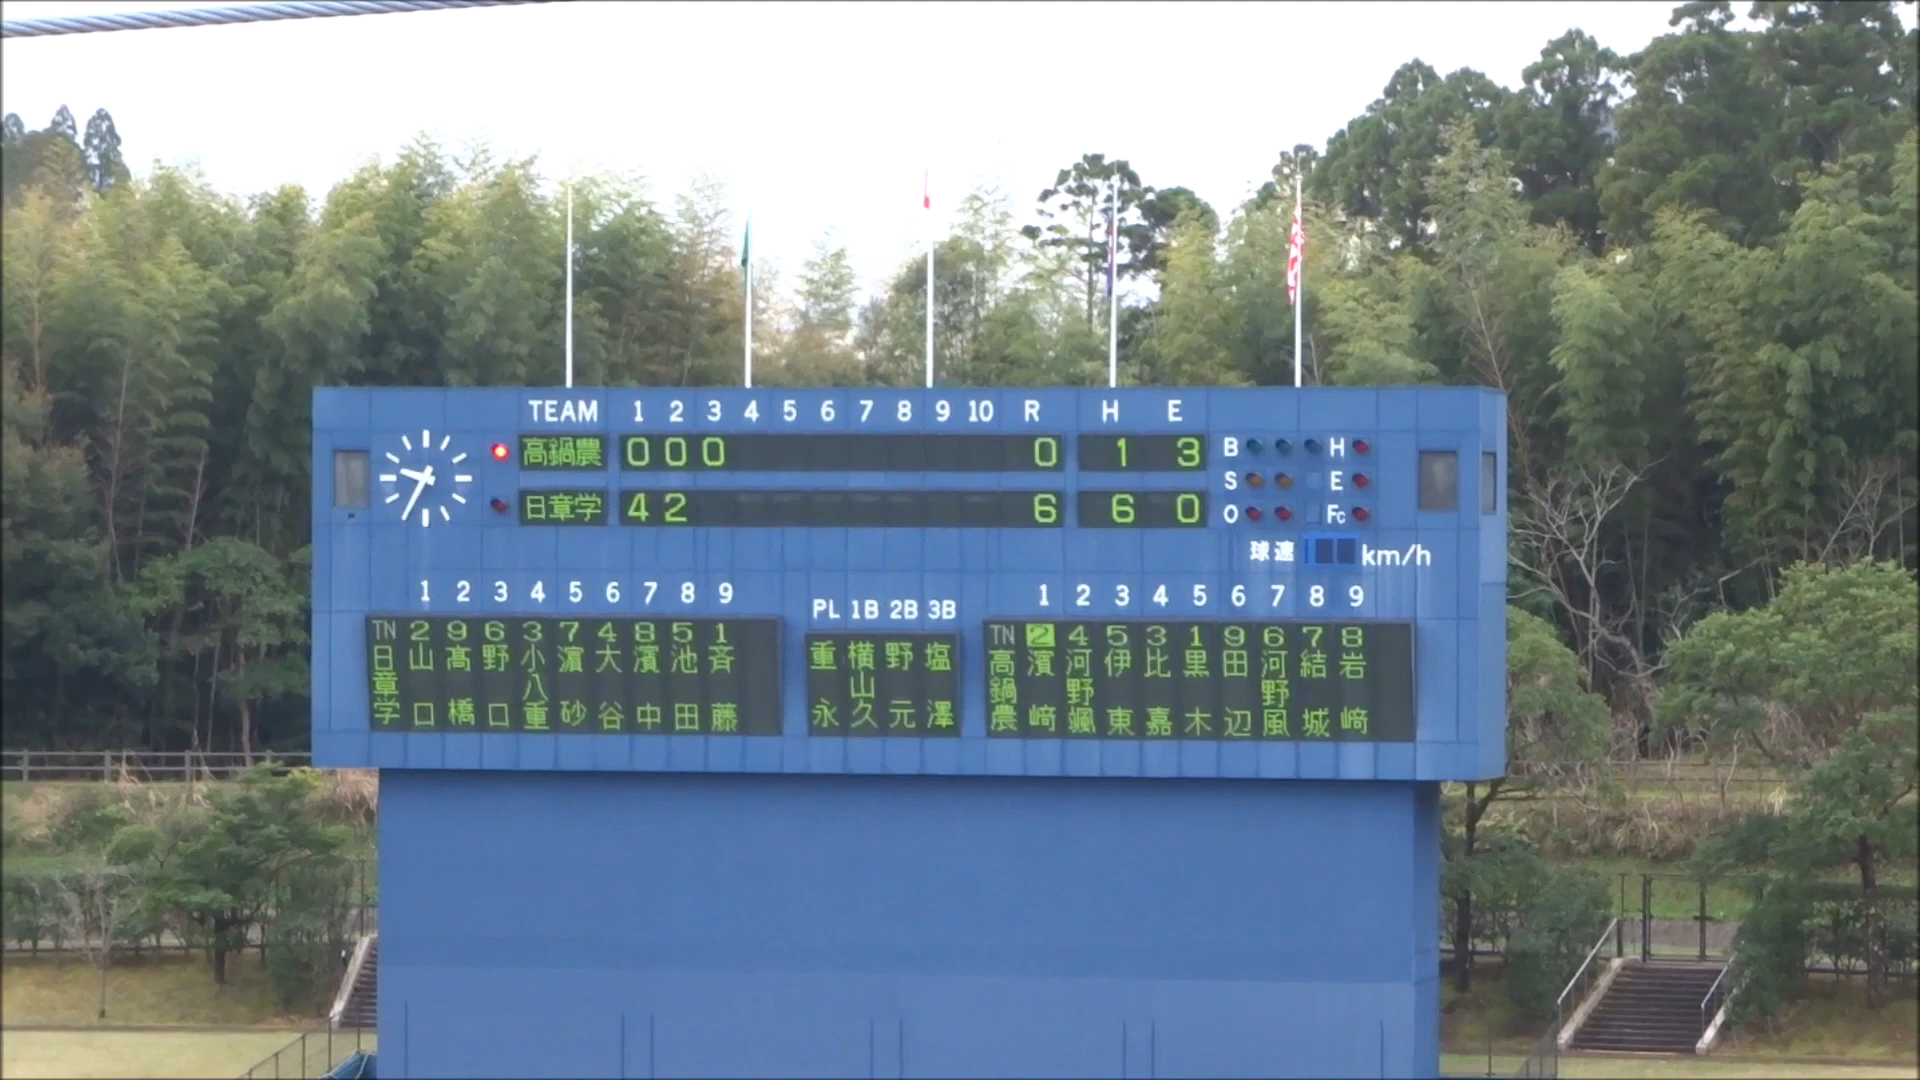 TEAM 1 2 3 4 5 6 7 8 9 10 R H E
高鍋農 0 0 0 0 1 3
日章学 4 2 6 6 0
B H
S E
O Fc
球速 km/h
1 2 3 4 5 6 7 8 9
TN 2 9 6 3 7 4 8 5 1
日章学 山口 髙橋 野口 小八重 濵砂 大谷 濵中 池田 斉藤
PL 1B 2B 3B
重永 横山久 野元 塩澤
1 2 3 4 5 6 7 8 9
TN 2 4 5 3 1 9 6 7 8
高鍋農 濱﨑 河野颯 伊東 比嘉 黒木 田辺 河野風 結城 岩﨑